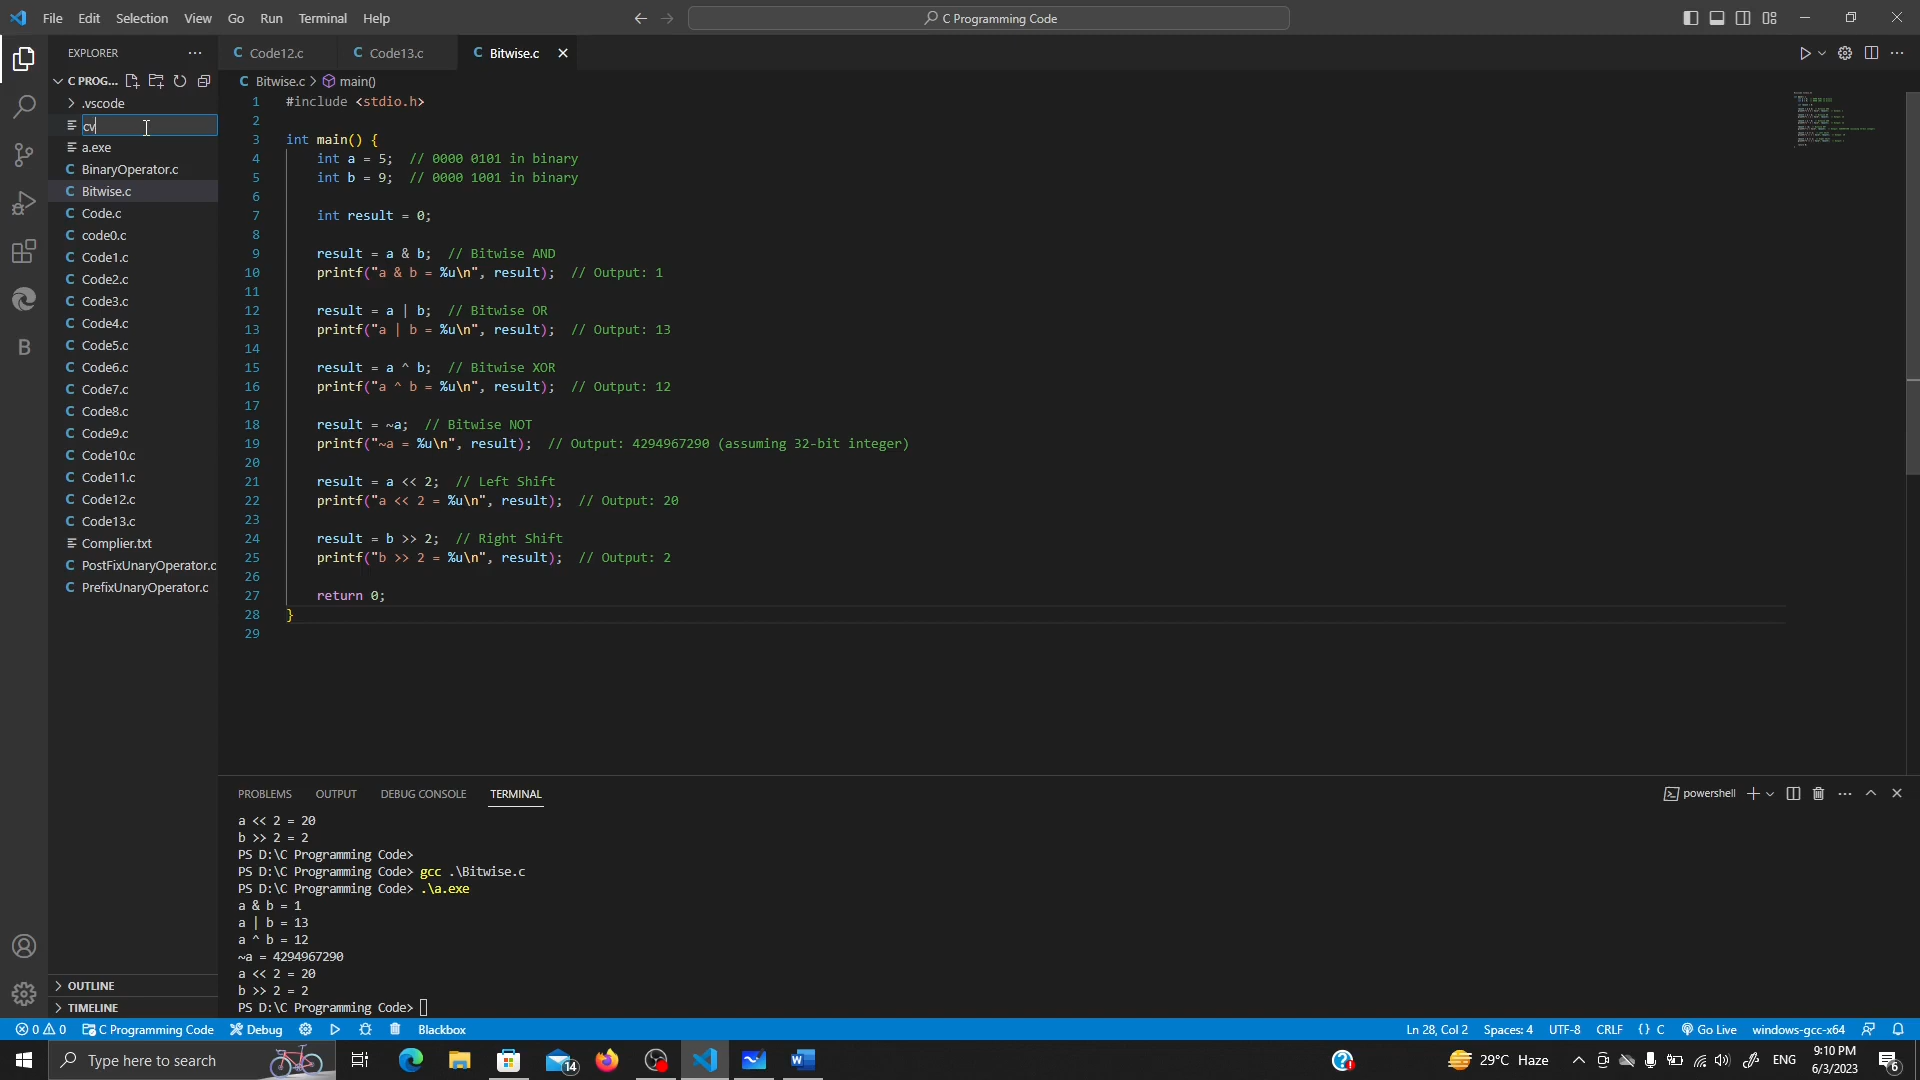 File Edit Selection View Go Run Terminal Help
C Programming Code
EXPLORER
C PROG...
.vscode
cv
a.exe
BinaryOperator.c
Bitwise.c
Code.c
code0.c
Code1.c
Code2.c
Code3.c
Code4.c
Code5.c
Code6.c
Code7.c
Code8.c
Code9.c
Code10.c
Code11.c
Code12.c
Code13.c
Complier.txt
PostFixUnaryOperator.c
PrefixUnaryOperator.c
OUTLINE
TIMELINE
B
C Code12.c C Code13.c C Bitwise.c
C Bitwise.c > main()
1 #include <stdio.h>
2
3 int main() {
4 int a = 5; // 0000 0101 in binary
5 int b = 9; // 0000 1001 in binary
6
7 int result = 0;
8
9 result = a & b; // Bitwise AND
10 printf("a & b = %u\n", result); // Output: 1
11
12 result = a | b; // Bitwise OR
13 printf("a | b = %u\n", result); // Output: 13
14
15 result = a ^ b; // Bitwise XOR
16 printf("a ^ b = %u\n", result); // Output: 12
17
18 result = ~a; // Bitwise NOT
19 printf("~a = %u\n", result); // Output: 4294967290 (assuming 32-bit integer)
20
21 result = a << 2; // Left Shift
22 printf("a << 2 = %u\n", result); // Output: 20
23
24 result = b >> 2; // Right Shift
25 printf("b >> 2 = %u\n", result); // Output: 2
26
27 return 0;
28 }
29
PROBLEMS OUTPUT DEBUG CONSOLE TERMINAL
powershell
a << 2 = 20
b >> 2 = 2
PS D:\C Programming Code>
PS D:\C Programming Code> gcc .\Bitwise.c
PS D:\C Programming Code> .\a.exe
a & b = 1
a | b = 13
a ^ b = 12
~a = 4294967290
a << 2 = 20
b >> 2 = 2
PS D:\C Programming Code>
0 0 C Programming Code Debug Blackbox Ln 28, Col 2 Spaces: 4 UTF-8 CRLF {} C Go Live windows-gcc-x64
Type here to search 14 29°C Haze ENG 9:10 PM
6/3/2023 6